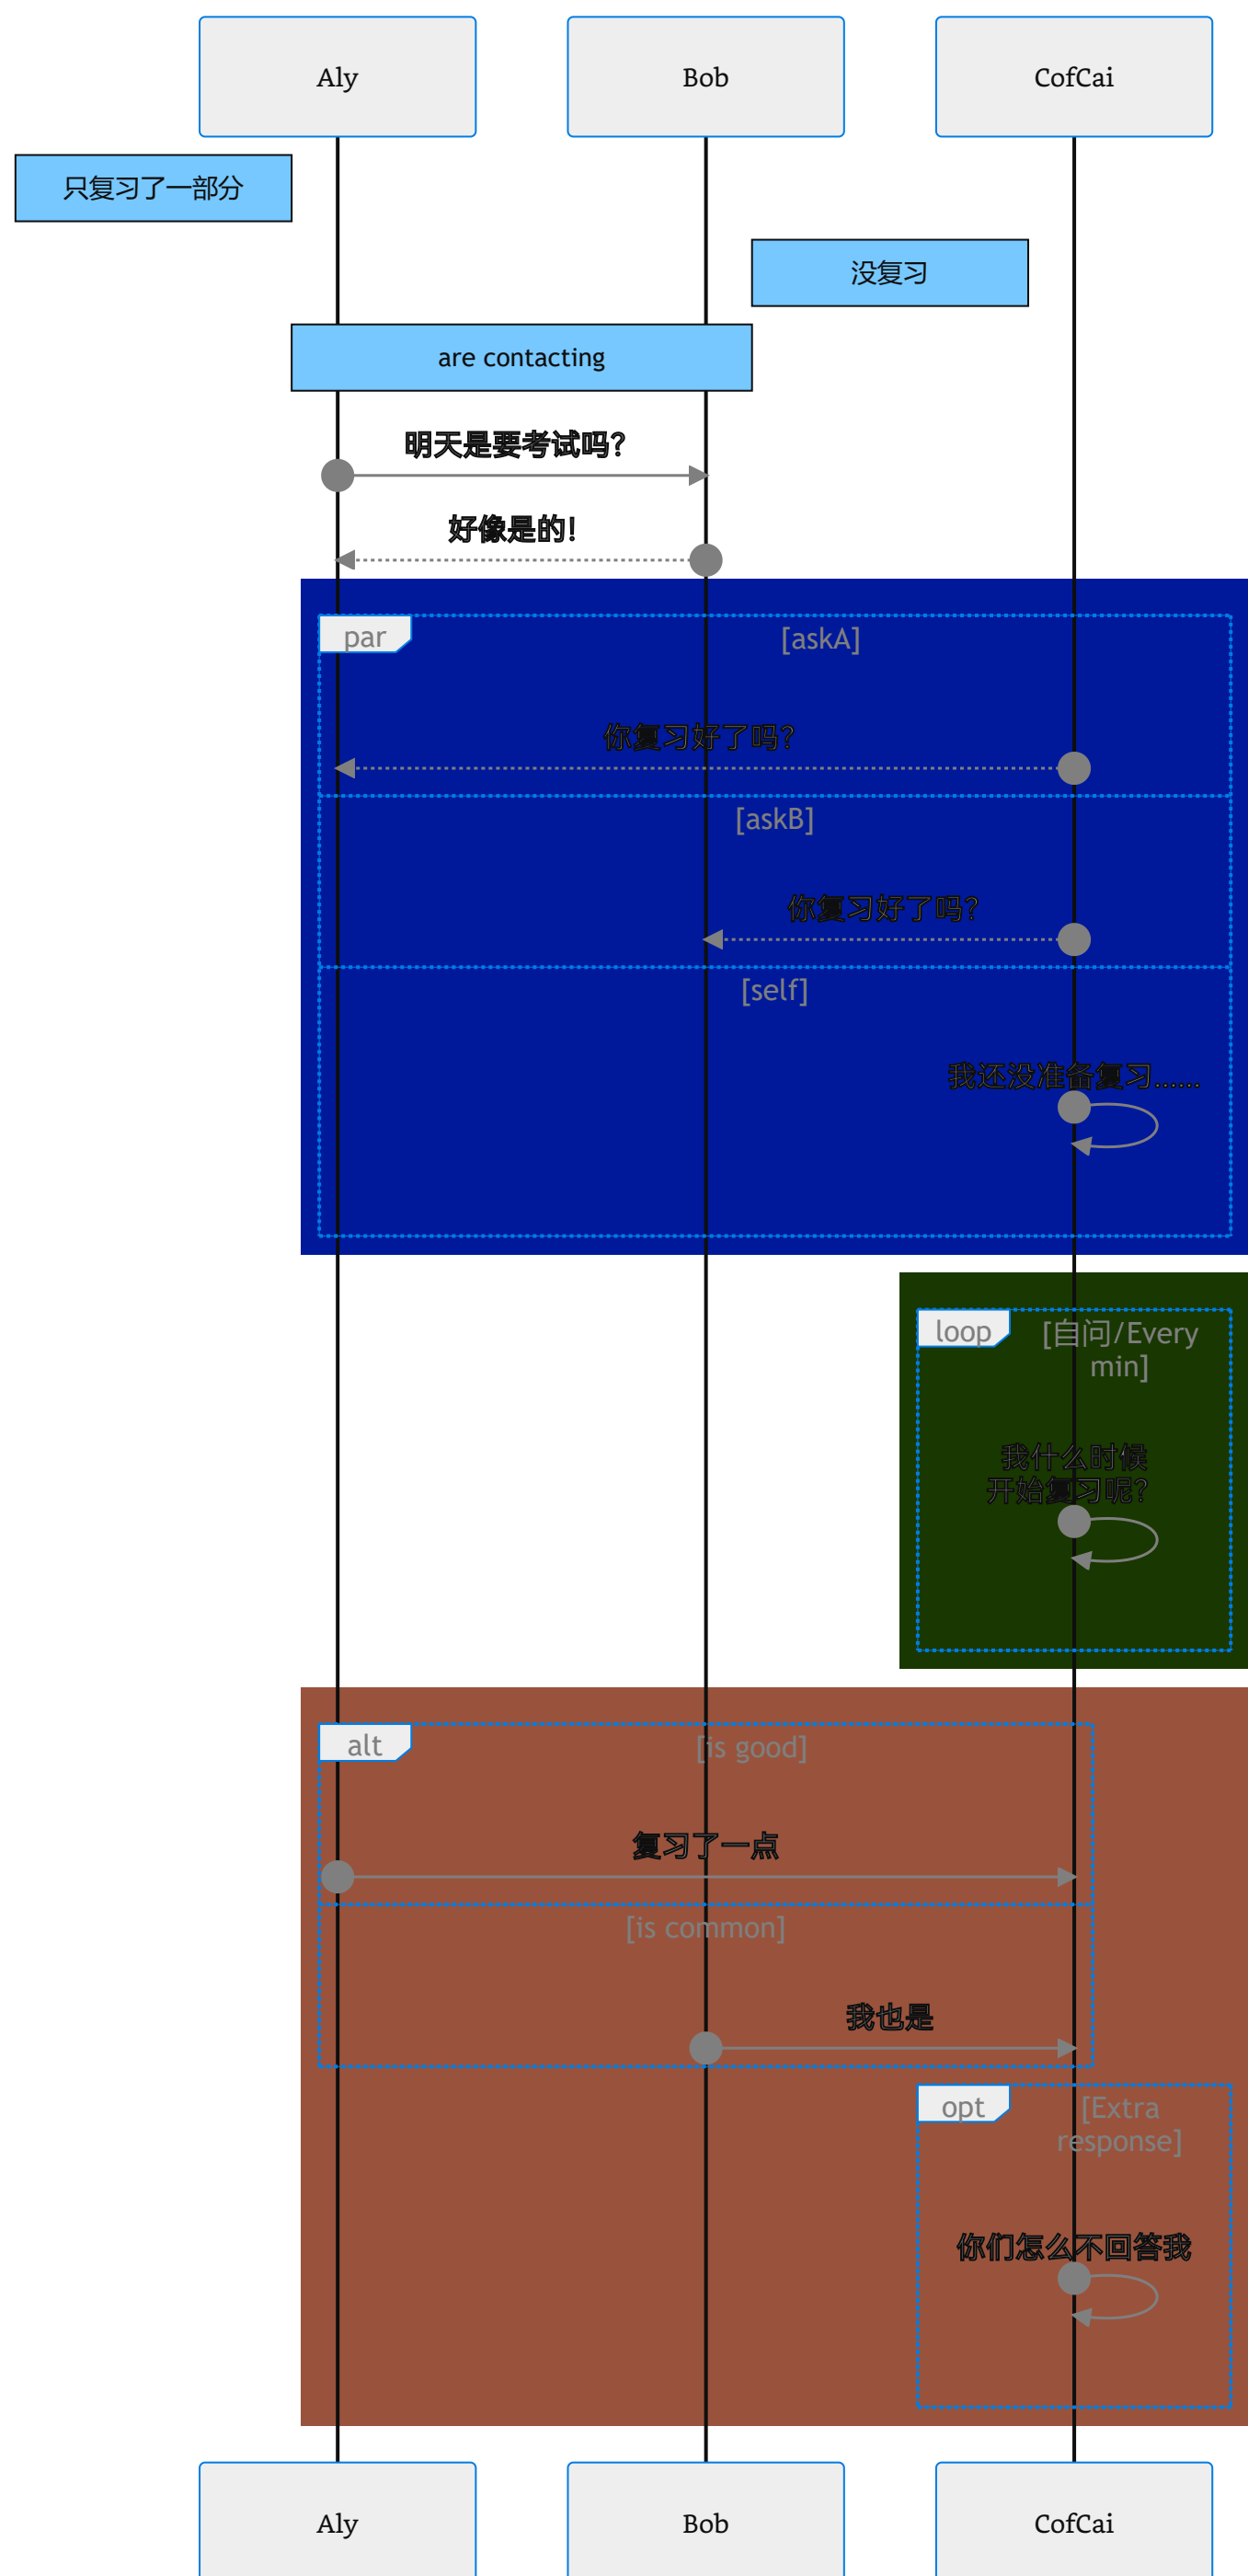 Aly
Bob
CofCai
只复习了一部分
没复习
are contacting
明天是要考试吗?
好像是的!
par
[askA]
你复习好了吗?
[askB]
你复习好了吗?
[self]
我还没准备复习......
loop
[自问/Every
min]
我什么时候
开始复习呢?
alt
[is good]
复习了一点
[is common]
我也是
opt
[Extra
response]
你们怎么不回答我
Aly
Bob
CofCai